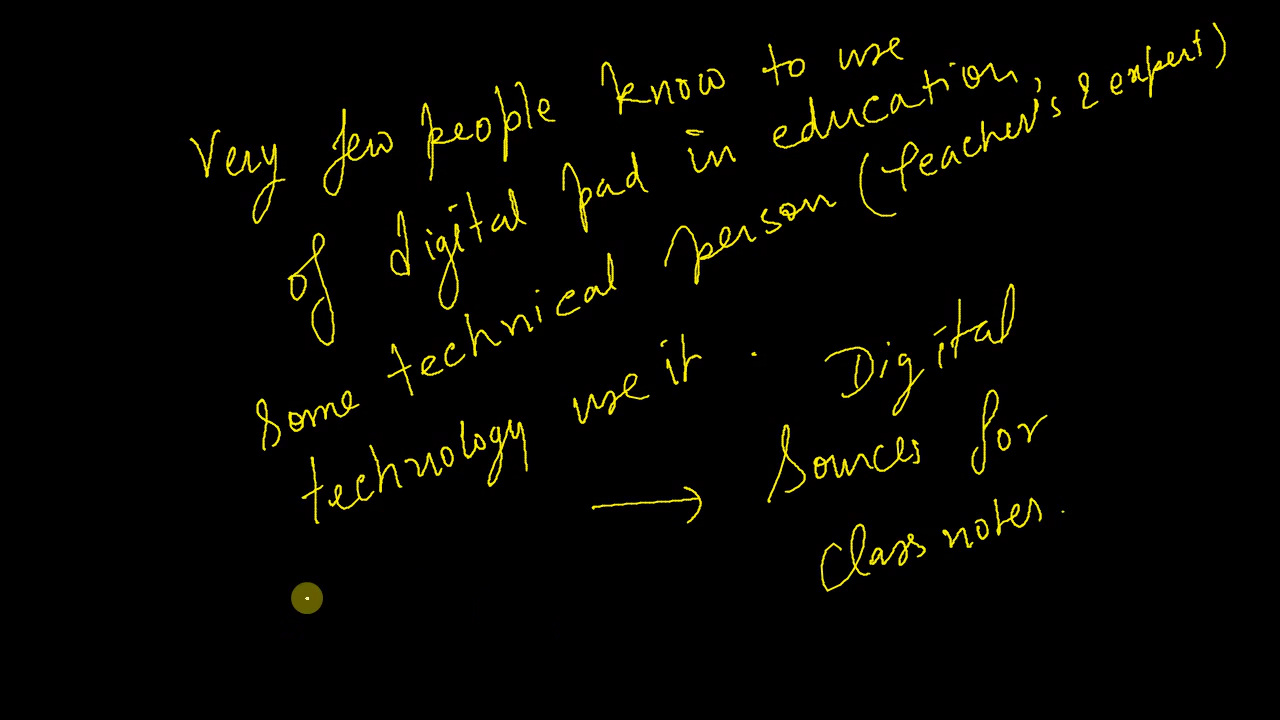 Very few people know to use
of digital pad in education,
Some technical person (teacher's & expert)
technology use it.
→ Digital
Sources for
Class notes.